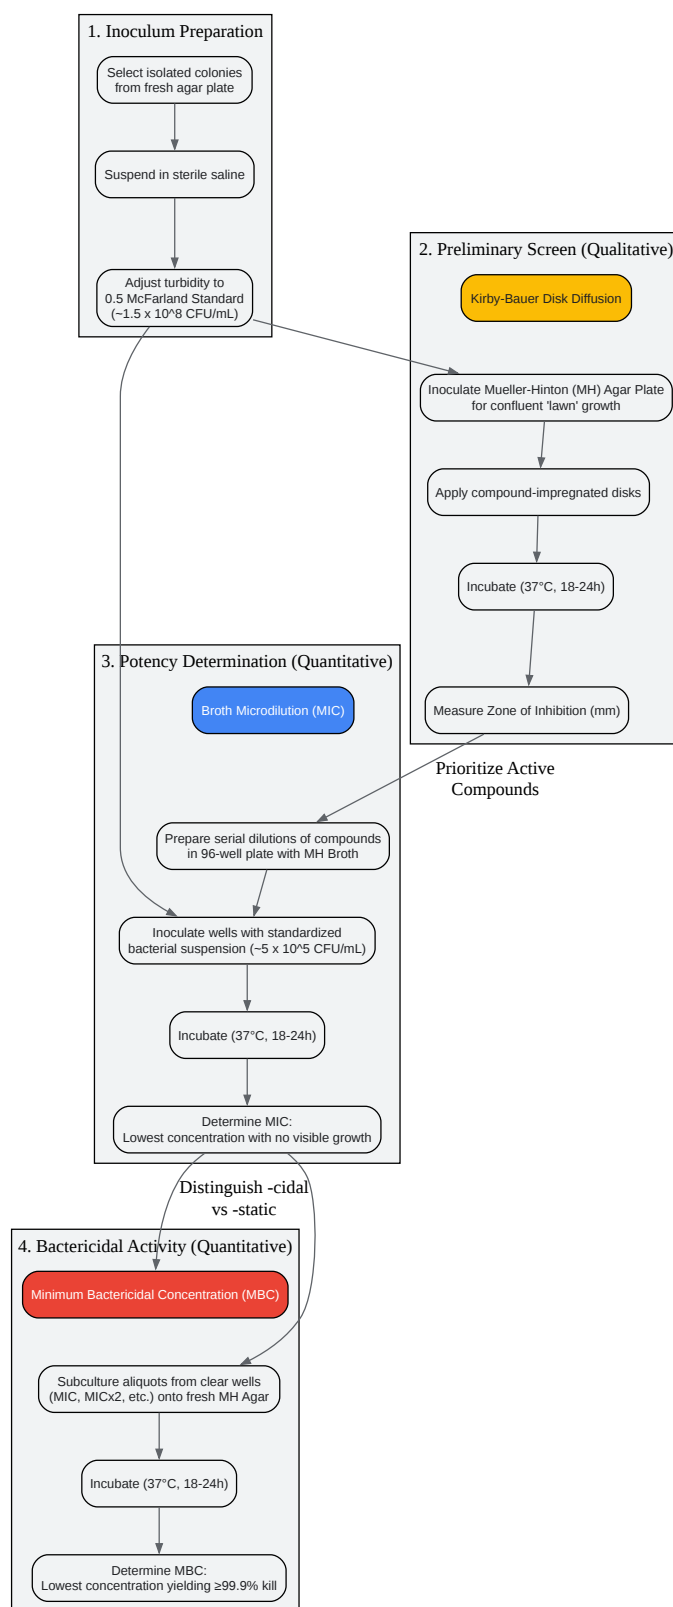 1. Inoculum Preparation
Select isolated colonies
from fresh agar plate
Suspend in sterile saline
Adjust turbidity to
0.5 McFarland Standard
(~1.5 x 10^8 CFU/mL)
2. Preliminary Screen (Qualitative)
Kirby-Bauer Disk Diffusion
Inoculate Mueller-Hinton (MH) Agar Plate
for confluent 'lawn' growth
Apply compound-impregnated disks
Incubate (37°C, 18-24h)
Measure Zone of Inhibition (mm)
Prioritize Active
Compounds
3. Potency Determination (Quantitative)
Broth Microdilution (MIC)
Prepare serial dilutions of compounds
in 96-well plate with MH Broth
Inoculate wells with standardized
bacterial suspension (~5 x 10^5 CFU/mL)
Incubate (37°C, 18-24h)
Determine MIC:
Lowest concentration with no visible growth
Distinguish -cidal
vs -static
4. Bactericidal Activity (Quantitative)
Minimum Bactericidal Concentration (MBC)
Subculture aliquots from clear wells
(MIC, MICx2, etc.) onto fresh MH Agar
Incubate (37°C, 18-24h)
Determine MBC:
Lowest concentration yielding ≥99.9% kill